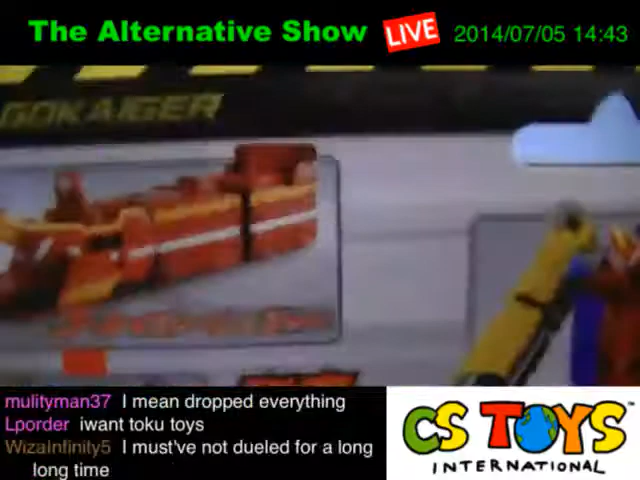 The Alternative Show LIVE 2014/07/05 14:43
GOKAIGER
mulityman37 I mean dropped everything
Lporder iwant toku toys
WizaInfinity5 I must've not dueled for a long
long time
CS TOYS™
INTERNATIONAL